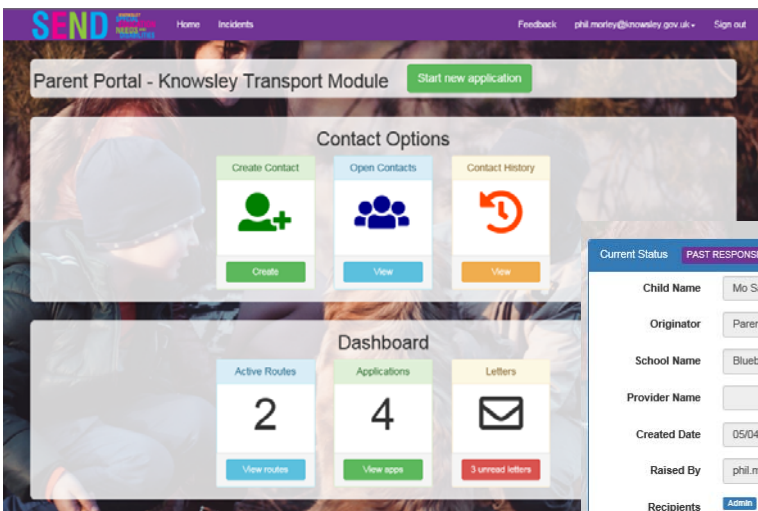 SEND
Home Incidents Feedback phil.morley@knowsley.gov.uk Sign out
Parent Portal - Knowsley Transport Module Start new application
Contact Options
Create Contact Open Contacts Contact History
Create View View
Dashboard
Active Routes Applications Letters
2 4
View routes View apps 3 unread letters
Current Status PAST RESPONS
Child Name Mo S
Originator Paren
School Name Blueb
Provider Name
Created Date 05/04
Raised By phil.m
Recipients Admin